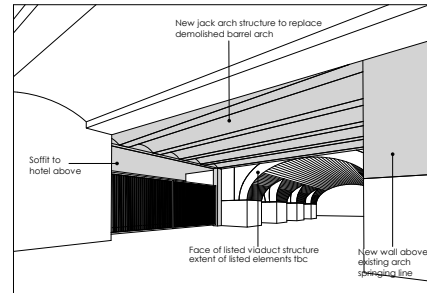 New jack arch structure to replace
demolished barrel arch
Soffit to
hotel above
Face of listed viaduct structure
extent of listed elements tbc
New wall above
existing arch
springing line